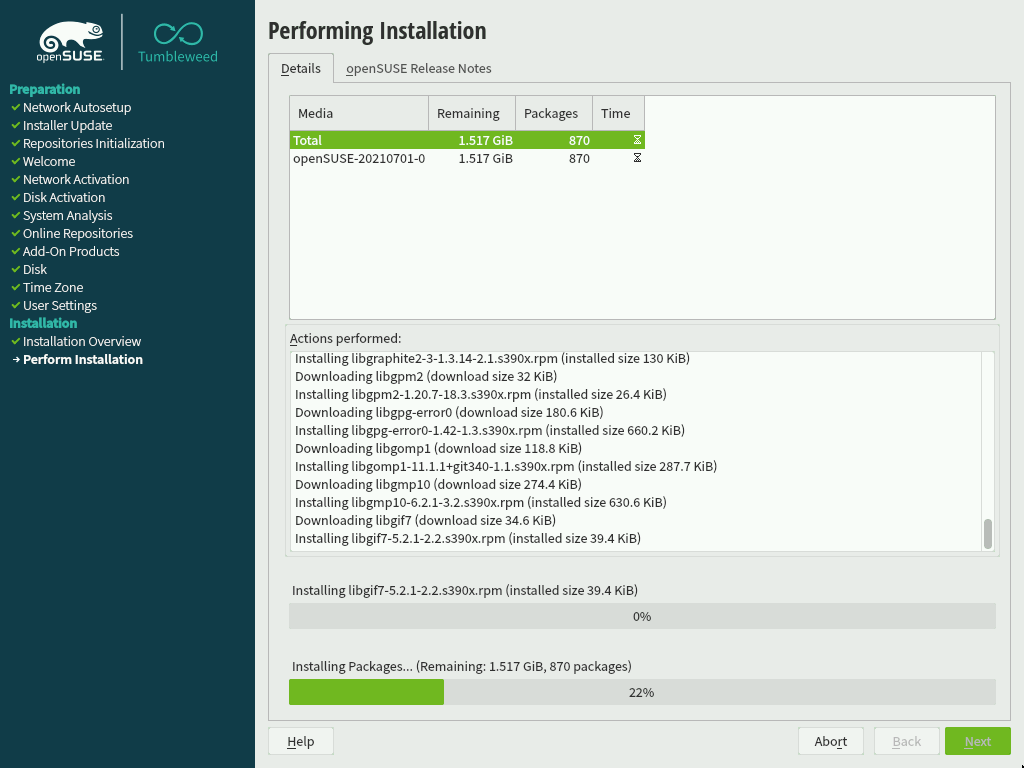 openSUSE
Tumbleweed
Preparation
Network Autosetup
Installer Update
Repositories Initialization
Welcome
Network Activation
Disk Activation
System Analysis
Online Repositories
Add-On Products
Disk
Time Zone
User Settings
Installation
Installation Overview
Perform Installation
Performing Installation
Details openSUSE Release Notes
Media Remaining Packages Time
Total 1.517 GiB 870
openSUSE-20210701-0 1.517 GiB 870
Actions performed:
Installing libgraphite2-3-1.3.14-2.1.s390x.rpm (installed size 130 KiB)
Downloading libgpm2 (download size 32 KiB)
Installing libgpm2-1.20.7-18.3.s390x.rpm (installed size 26.4 KiB)
Downloading libgpg-error0 (download size 180.6 KiB)
Installing libgpg-error0-1.42-1.3.s390x.rpm (installed size 660.2 KiB)
Downloading libgomp1 (download size 118.8 KiB)
Installing libgomp1-11.1.1+git340-1.1.s390x.rpm (installed size 287.7 KiB)
Downloading libgmp10 (download size 274.4 KiB)
Installing libgmp10-6.2.1-3.2.s390x.rpm (installed size 630.6 KiB)
Downloading libgif7 (download size 34.6 KiB)
Installing libgif7-5.2.1-2.2.s390x.rpm (installed size 39.4 KiB)
Installing libgif7-5.2.1-2.2.s390x.rpm (installed size 39.4 KiB)
0%
Installing Packages... (Remaining: 1.517 GiB, 870 packages)
22%
Help Abort Back Next